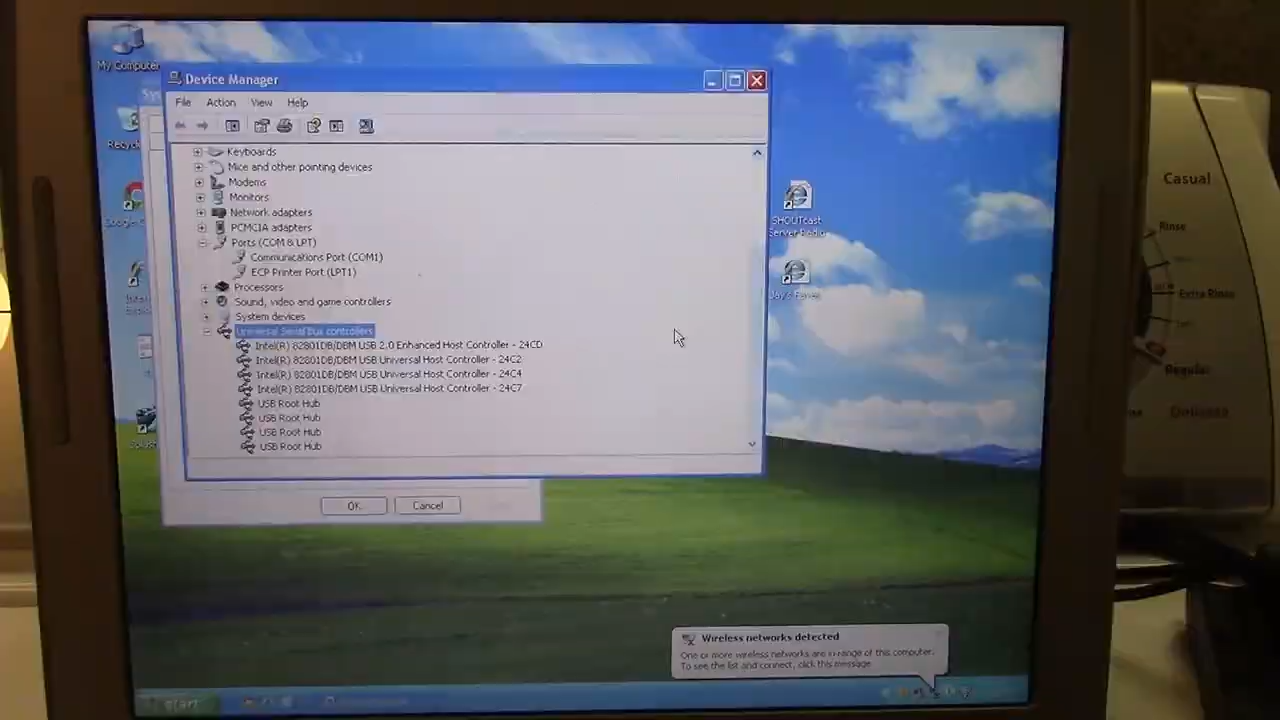 My Computer
Device Manager
File Action View Help
Keyboards
Mice and other pointing devices
Modems
Monitors
Network adapters
PCMCIA adapters
Ports (COM & LPT)
Communications Port (COM1)
ECP Printer Port (LPT1)
Processors
Sound, video and game controllers
System devices
Universal Serial Bus controllers
Intel(R) 82801DB/DBM USB 2.0 Enhanced Host Controller - 24CD
Intel(R) 82801DB/DBM USB Universal Host Controller - 24C2
Intel(R) 82801DB/DBM USB Universal Host Controller - 24C4
Intel(R) 82801DB/DBM USB Universal Host Controller - 24C7
USB Root Hub
USB Root Hub
USB Root Hub
USB Root Hub
OK Cancel
SHOUTcast
Server Radio
Wireless networks detected
One or more wireless networks are in range of this computer.
To see the list and connect, click this message
start
Casual
Rinse
Extra Rinse
Regular
Delicate